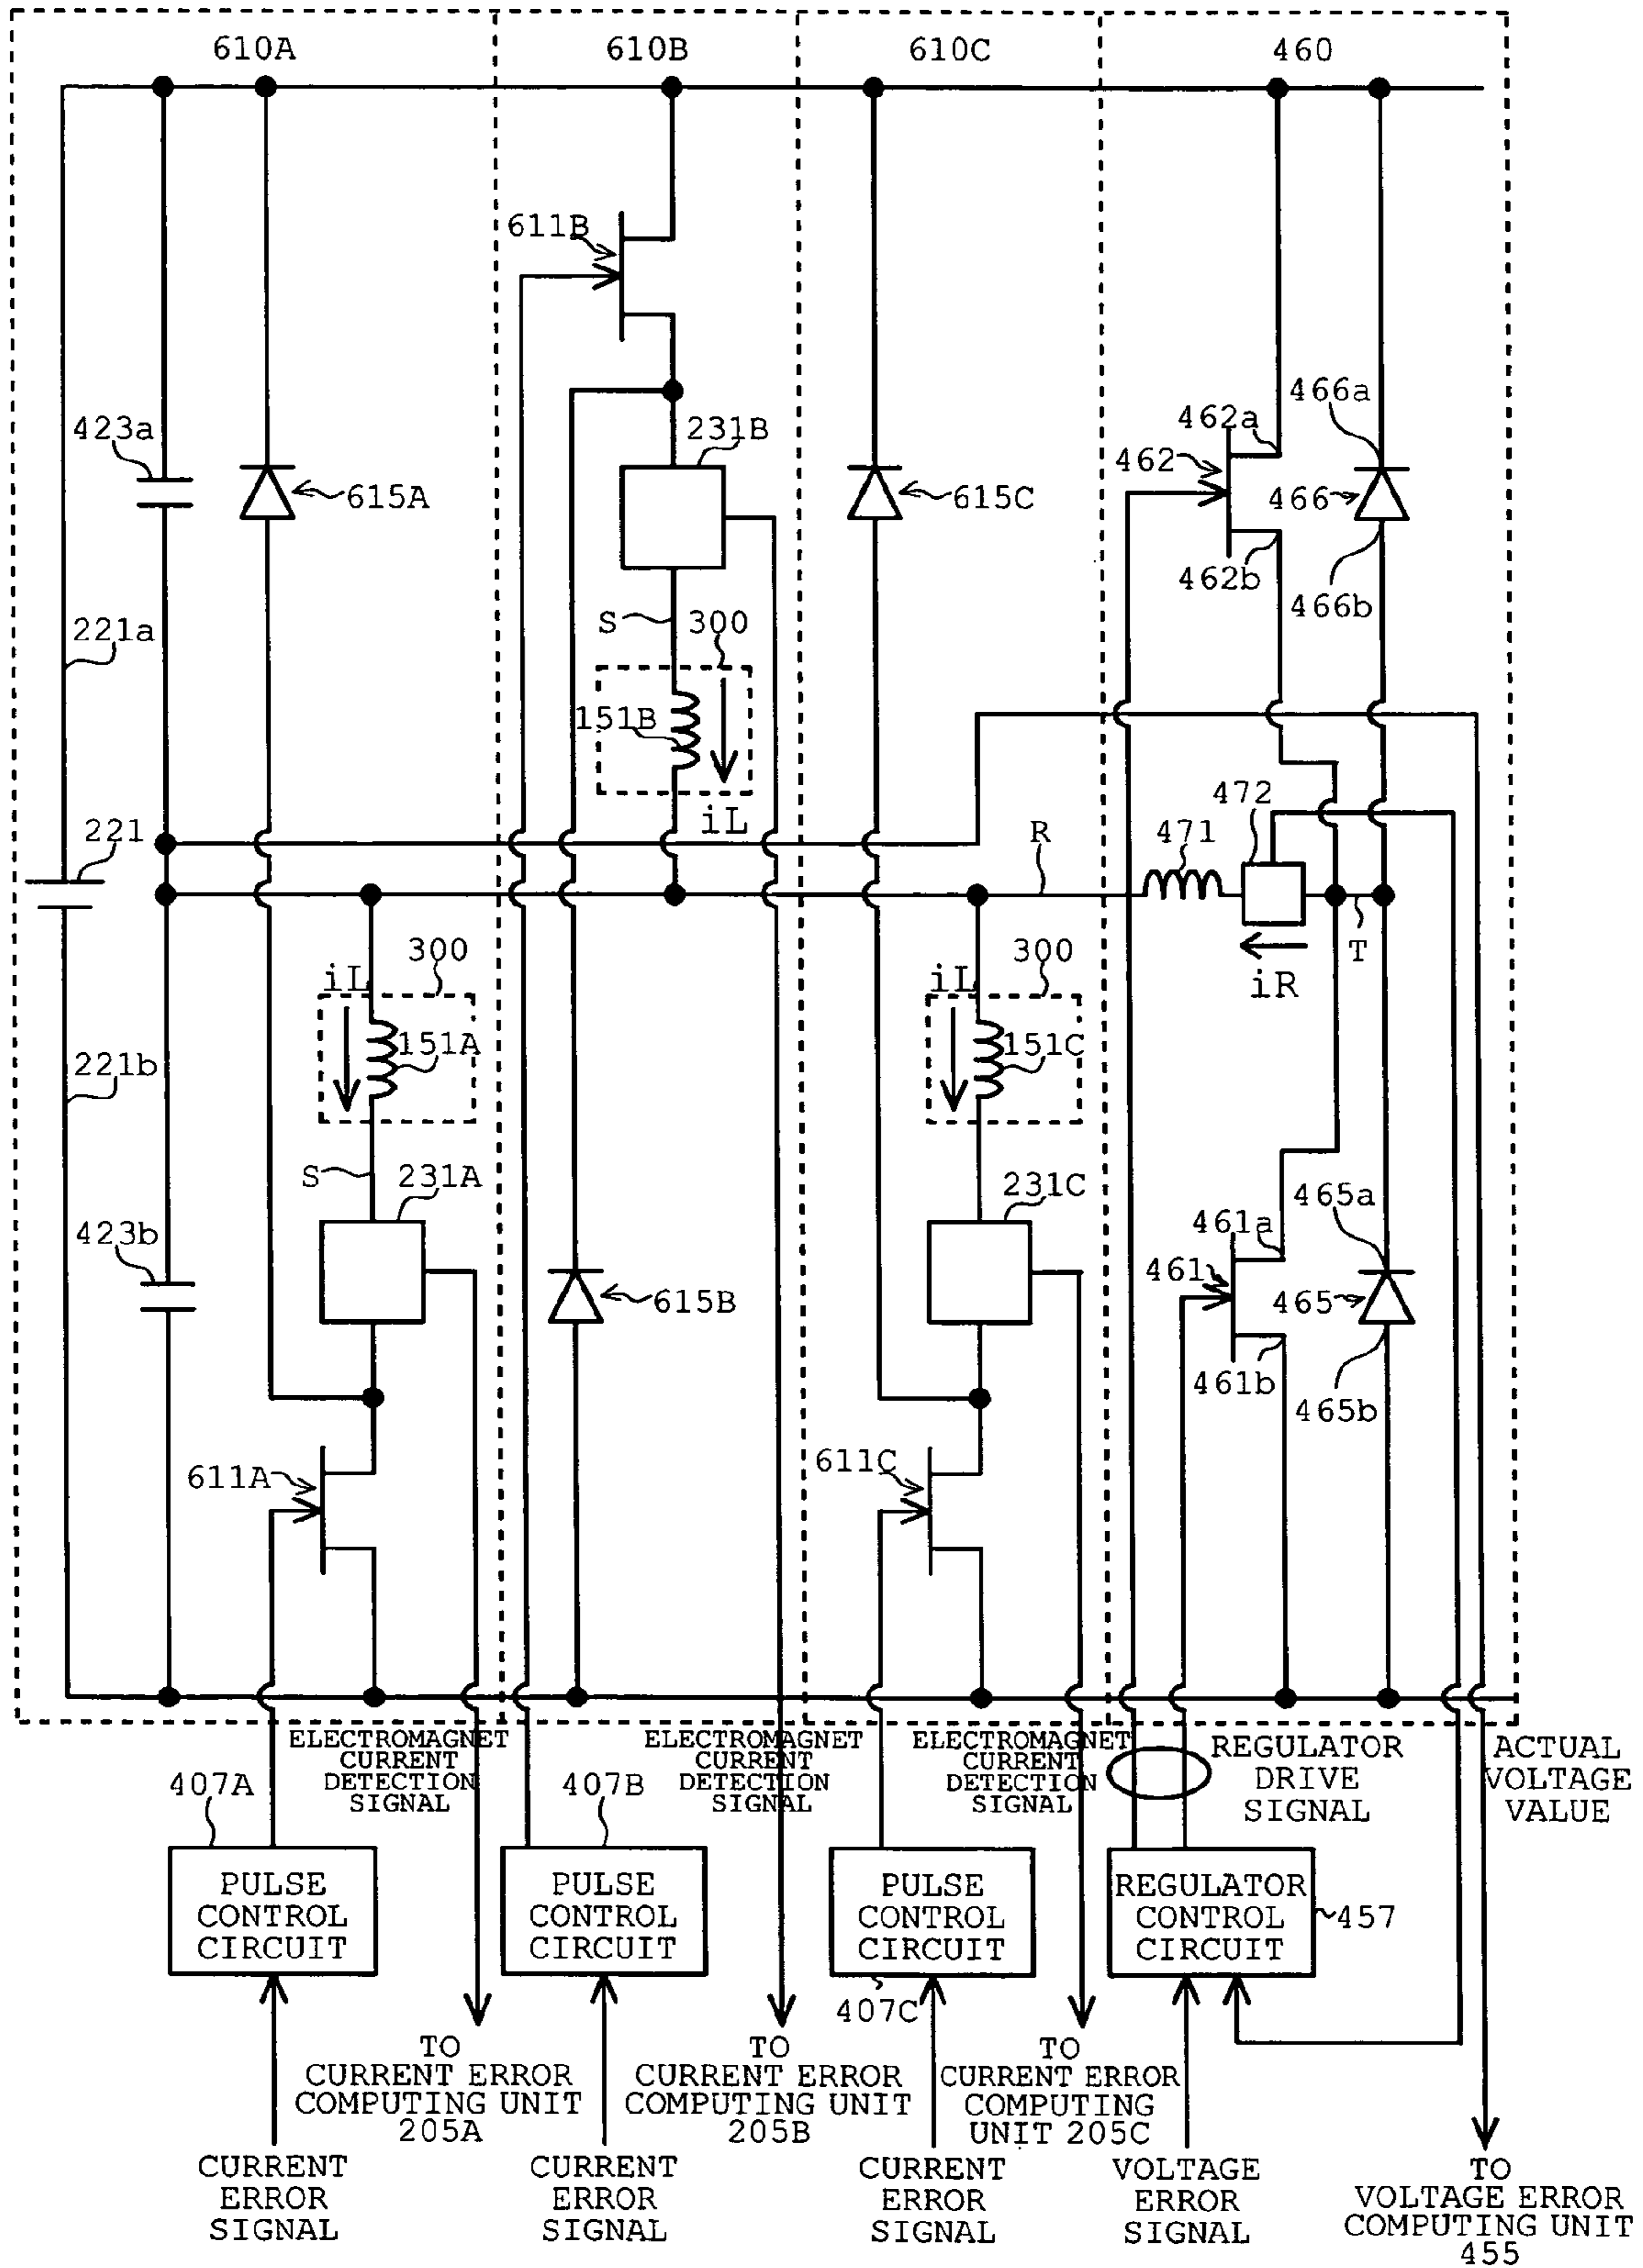 610A
610B
610C
460
611B
423a
615A
231B
615C
462a
466a
462
466
462b
466b
221a
S
300
151B
iL
472
221
R
471
T
iR
300
iL
300
iL
151A
151C
221b
S
231A
231C
465a
461a
423b
461
465
615B
461b
465b
611A
611C
ELECTROMAGNET
CURRENT
DETECTION
SIGNAL
ELECTROMAGNET
CURRENT
DETECTION
SIGNAL
ELECTROMAGNET
CURRENT
DETECTION
SIGNAL
REGULATOR
DRIVE
SIGNAL
ACTUAL
VOLTAGE
VALUE
407A
407B
PULSE
CONTROL
CIRCUIT
PULSE
CONTROL
CIRCUIT
PULSE
CONTROL
CIRCUIT
REGULATOR
CONTROL
CIRCUIT
457
407C
TO
CURRENT ERROR
COMPUTING UNIT
205A
TO
CURRENT ERROR
COMPUTING UNIT
205B
TO
CURRENT ERROR
COMPUTING
UNIT 205C
CURRENT
ERROR
SIGNAL
CURRENT
ERROR
SIGNAL
CURRENT
ERROR
SIGNAL
VOLTAGE
ERROR
SIGNAL
TO
VOLTAGE ERROR
COMPUTING UNIT
455